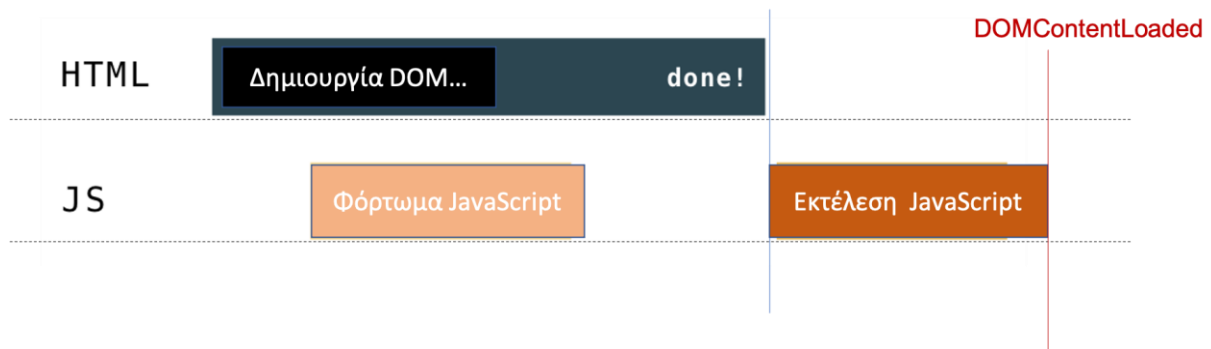 DOMContentLoaded
HTML
Δημιουργία DOM...
done!
JS
Φόρτωμα JavaScript
Εκτέλεση JavaScript